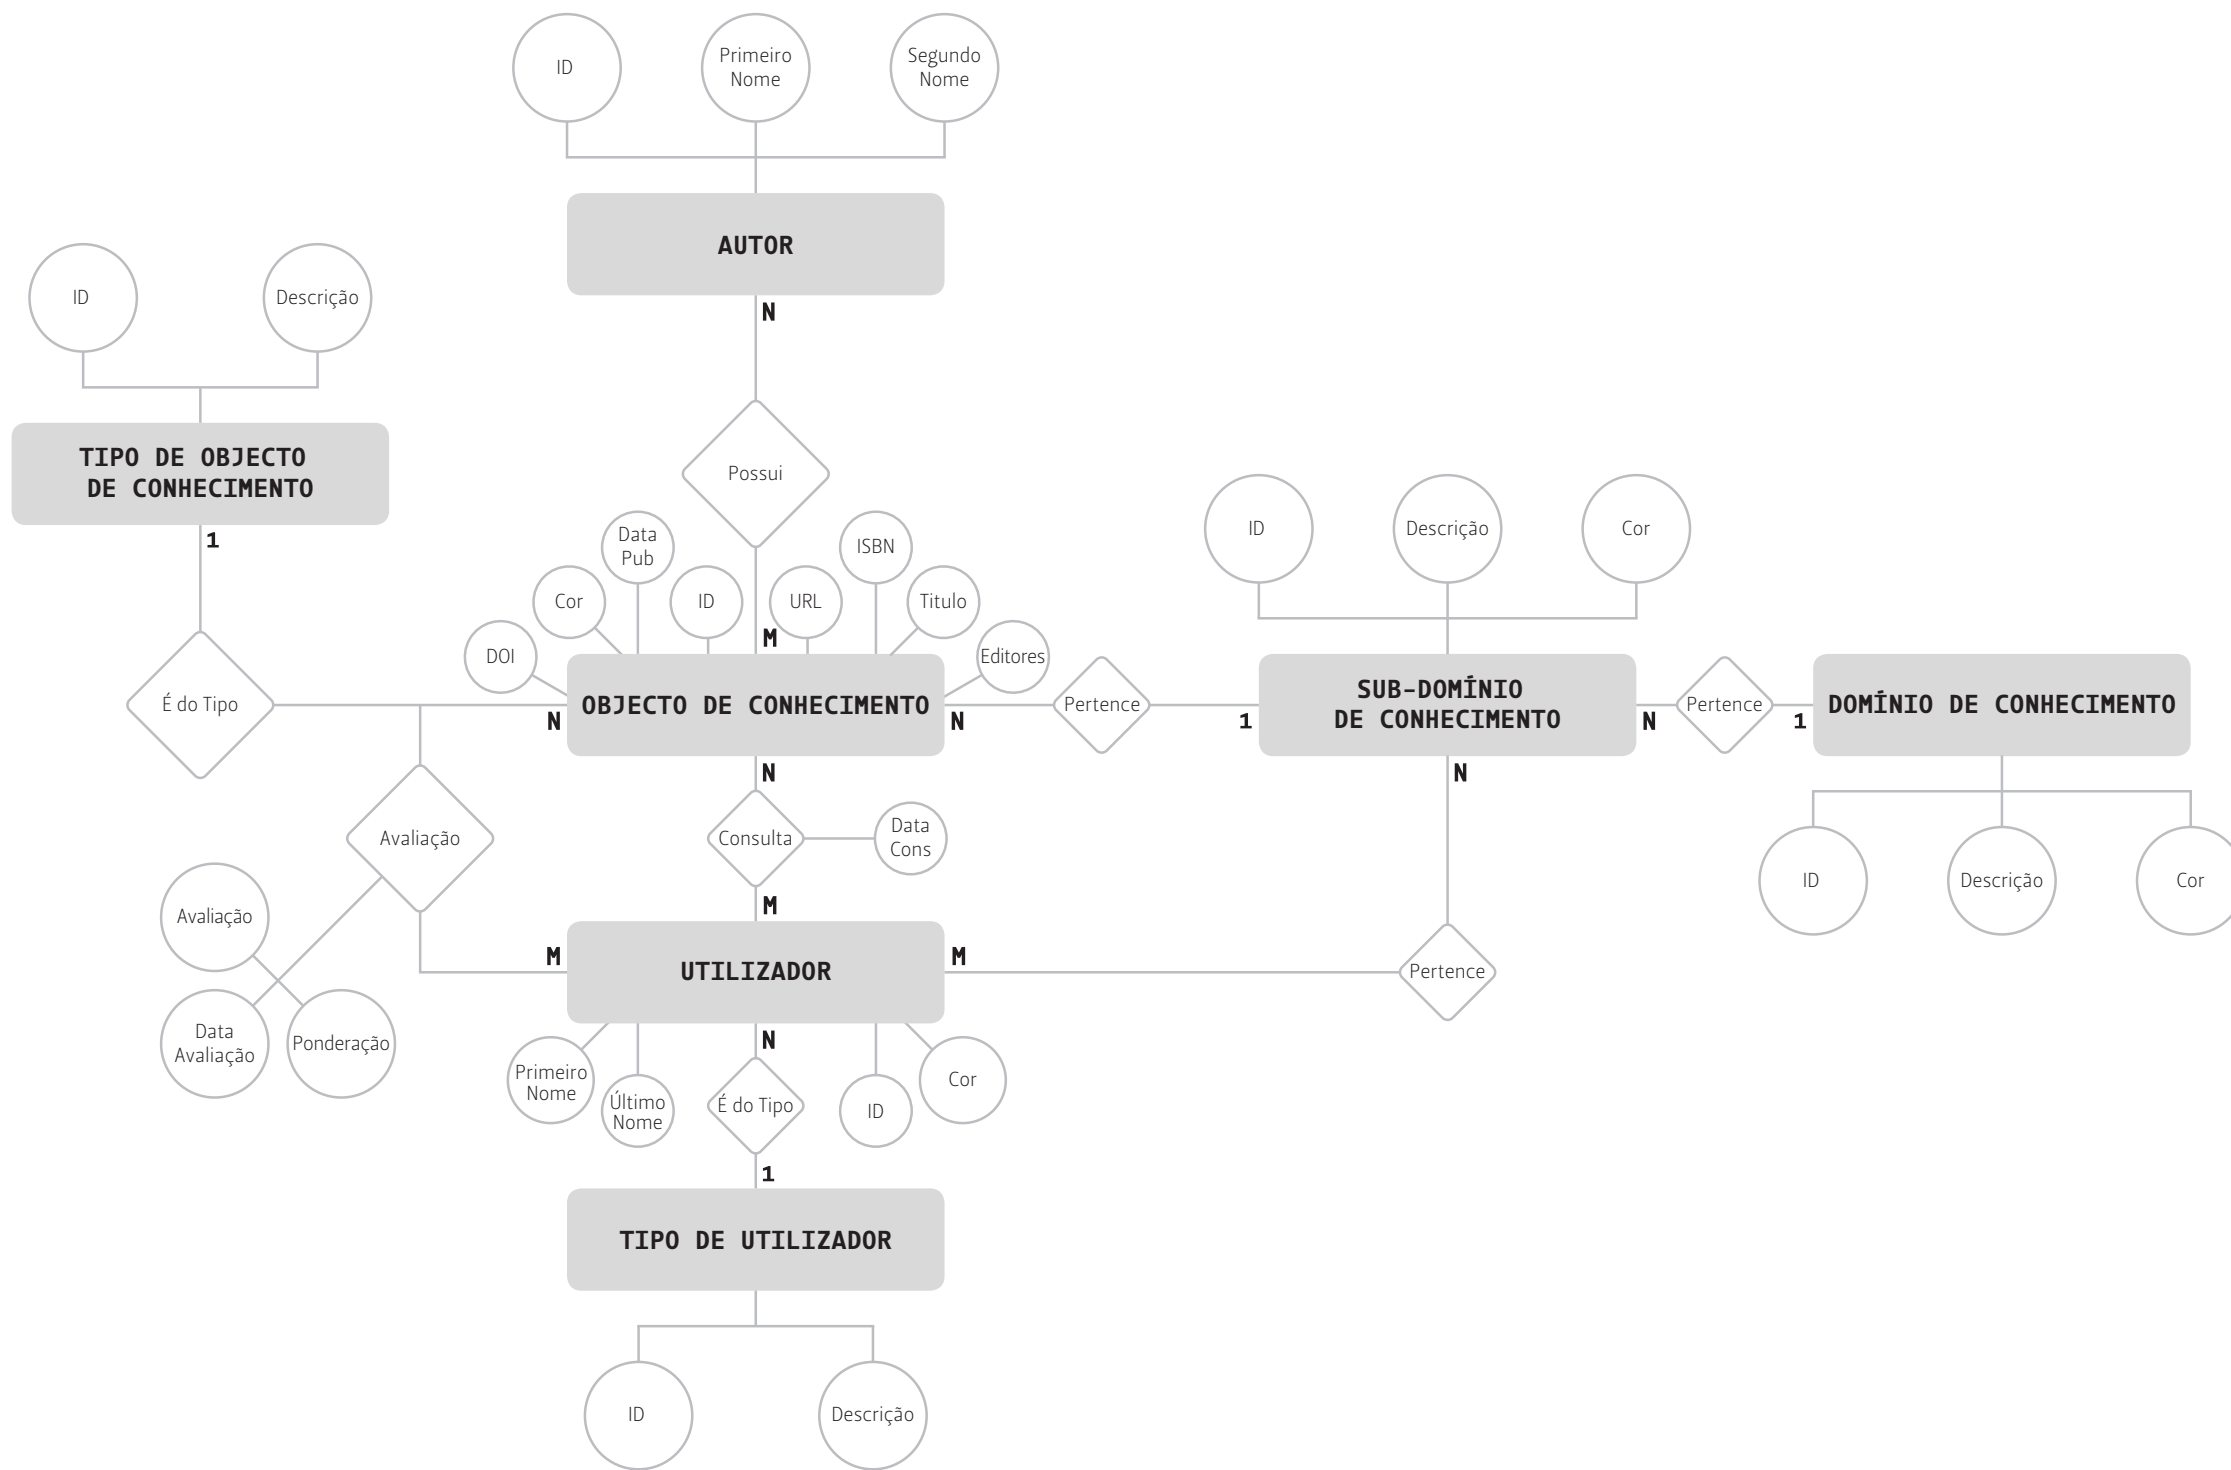 ID
Primeiro
Nome
Segundo
Nome
AUTOR
N
ID
Descrição
TIPO DE OBJECTO
DE CONHECIMENTO
1
Possui
Data
Pub
ISBN
Cor
ID
URL
Titulo
M
DOI
Editores
ID
Descrição
Cor
É do Tipo
N
OBJECTO DE CONHECIMENTO
N
Pertence
1
SUB-DOMÍNIO
DE CONHECIMENTO
N
Pertence
1
DOMÍNIO DE CONHECIMENTO
N
N
Avaliação
Consulta
Data
Cons
ID
Descrição
Cor
Avaliação
M
M
UTILIZADOR
M
Pertence
Data
Avaliação
Ponderação
N
Primeiro
Nome
Último
Nome
É do Tipo
ID
Cor
1
TIPO DE UTILIZADOR
ID
Descrição